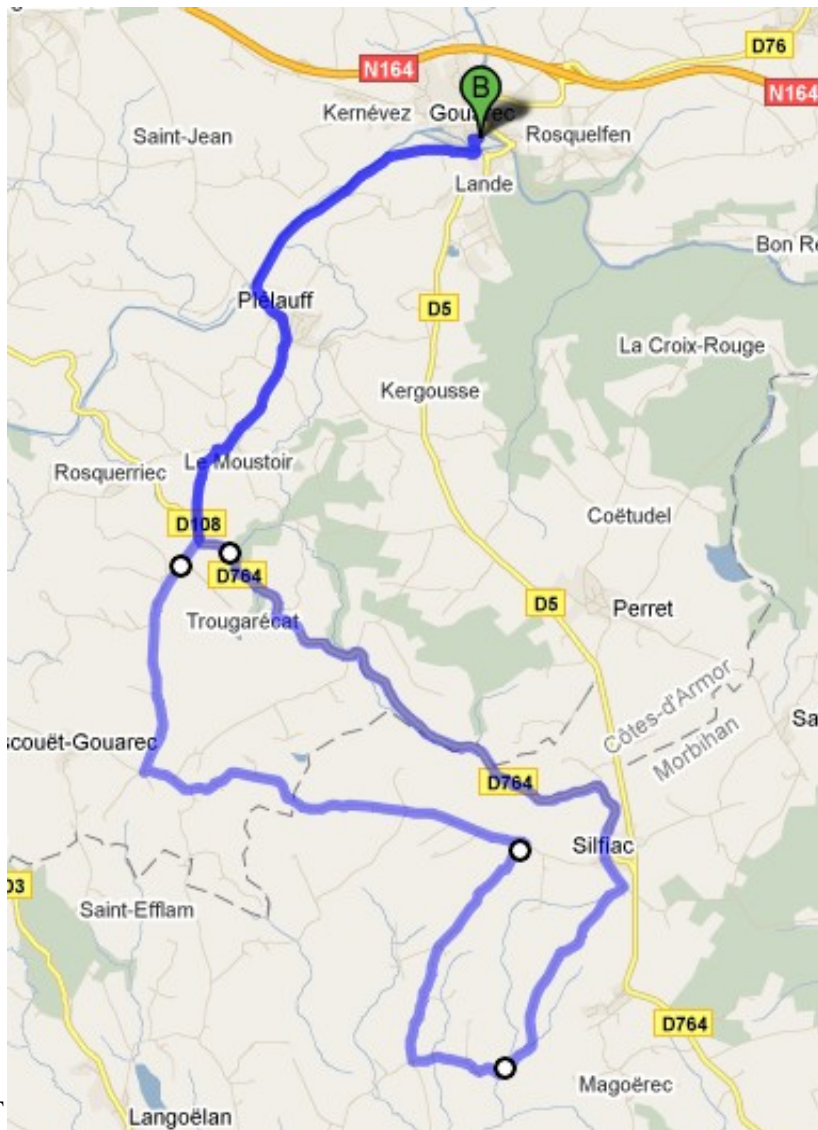 D76
N164
B
N164
Kernévez
Gouarec
Saint-Jean
Rosquelfen
Lande
Bon Re
Plélauff
D5
La Croix-Rouge
Kergousse
Le Moustoir
Rosquerriec
Coëtudel
D108
D764
D5
Perret
Trougarécat
Côtes-d'Armor
Morbihan
Sa
scouët-Gouarec
D764
Silfiac
03
Saint-Efflam
D764
Magoërec
Langoëlan